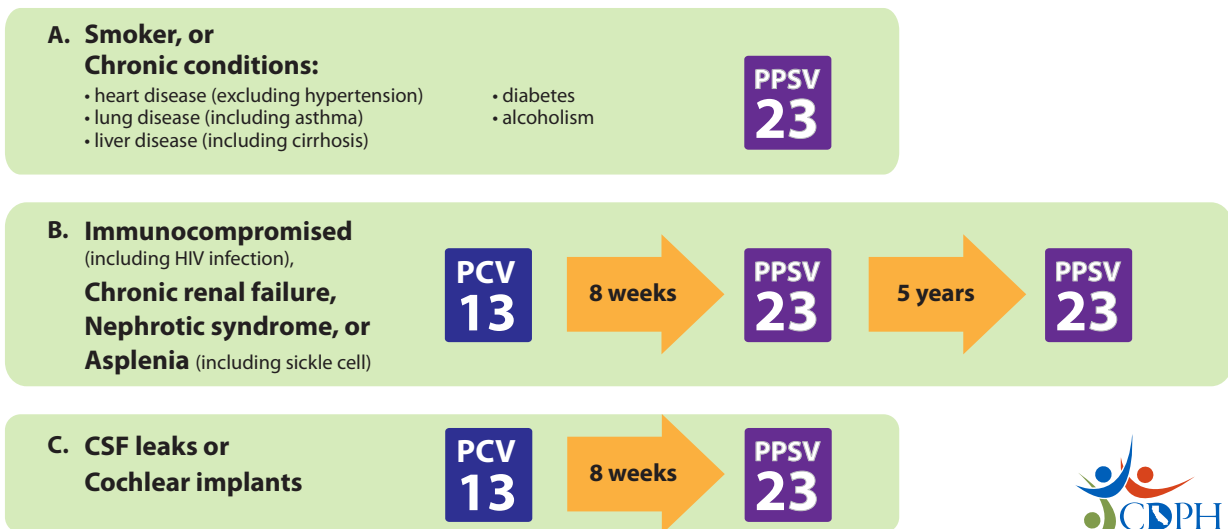 A. Smoker, or
Chronic conditions:
• heart disease (excluding hypertension)
• lung disease (including asthma)
• liver disease (including cirrhosis)
• diabetes
• alcoholism
PPSV
23
B. Immunocompromised
(including HIV infection),
Chronic renal failure,
Nephrotic syndrome, or
Asplenia (including sickle cell)
PCV
13
8 weeks
PPSV
23
5 years
PPSV
23
C. CSF leaks or
Cochlear implants
PCV
13
8 weeks
PPSV
23
CDPH